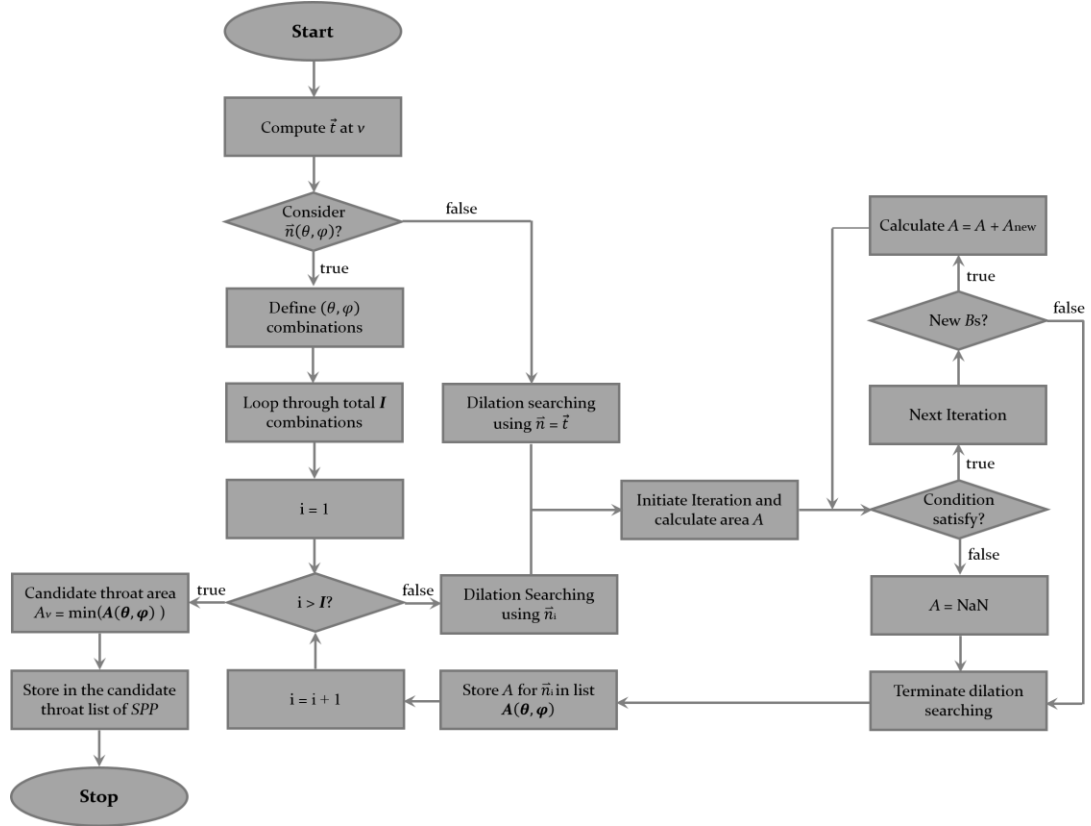 Start
Compute t⃗ at v
Consider
n⃗(θ, φ)?
false
true
Define (θ, φ)
combinations
Loop through total I
combinations
i = 1
i > I?
true
false
Candidate throat area
Aᵥ = min(A(θ, φ) )
Store in the candidate
throat list of SPP
Stop
i = i + 1
Dilation searching
using n⃗ = t⃗
Dilation Searching
using n⃗ᵢ
Store A for n⃗ᵢ in list
A(θ, φ)
Initiate Iteration and
calculate area A
Calculate A = A + Anew
true
New Bs?
false
Next Iteration
true
Condition
satisfy?
false
A = NaN
Terminate dilation
searching